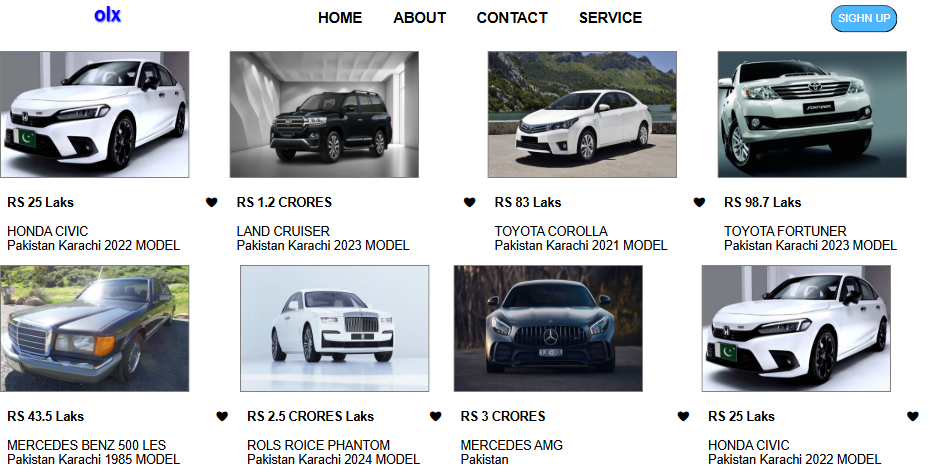 olx
HOME
ABOUT
CONTACT
SERVICE
SIGHN UP
FORTUNER
RS 25 Laks
HONDA CIVIC
Pakistan Karachi 2022 MODEL
RS 1.2 CRORES
LAND CRUISER
Pakistan Karachi 2023 MODEL
RS 83 Laks
TOYOTA COROLLA
Pakistan Karachi 2021 MODEL
RS 98.7 Laks
TOYOTA FORTUNER
Pakistan Karachi 2023 MODEL
RS 43.5 Laks
MERCEDES BENZ 500 LES
Pakistan Karachi 1985 MODEL
RS 2.5 CRORES Laks
ROLS ROICE PHANTOM
Pakistan Karachi 2024 MODEL
RS 3 CRORES
MERCEDES AMG
Pakistan
RS 25 Laks
HONDA CIVIC
Pakistan Karachi 2022 MODEL